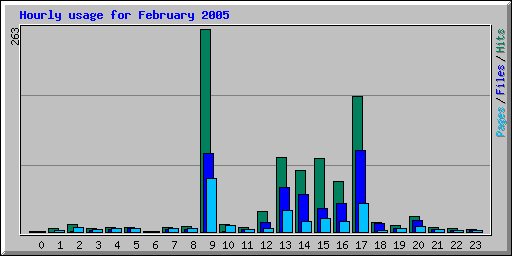 Hourly usage for February 2005
263
Pages / Files / Hits
0 1 2 3 4 5 6 7 8 9 10 11 12 13 14 15 16 17 18 19 20 21 22 23